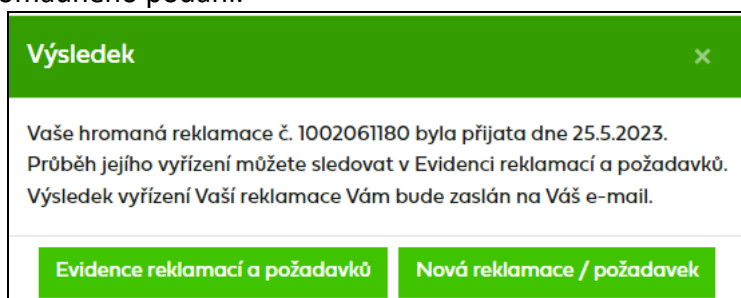 Výsledek ×
Vaše hromaná reklamace č. 1002061180 byla přijata dne 25.5.2023.
Průběh jejího vyřízení můžete sledovat v Evidenci reklamací a požadavků.
Výsledek vyřízení Vaší reklamace Vám bude zaslán na Váš e-mail.
Evidence reklamací a požadavků Nová reklamace / požadavek